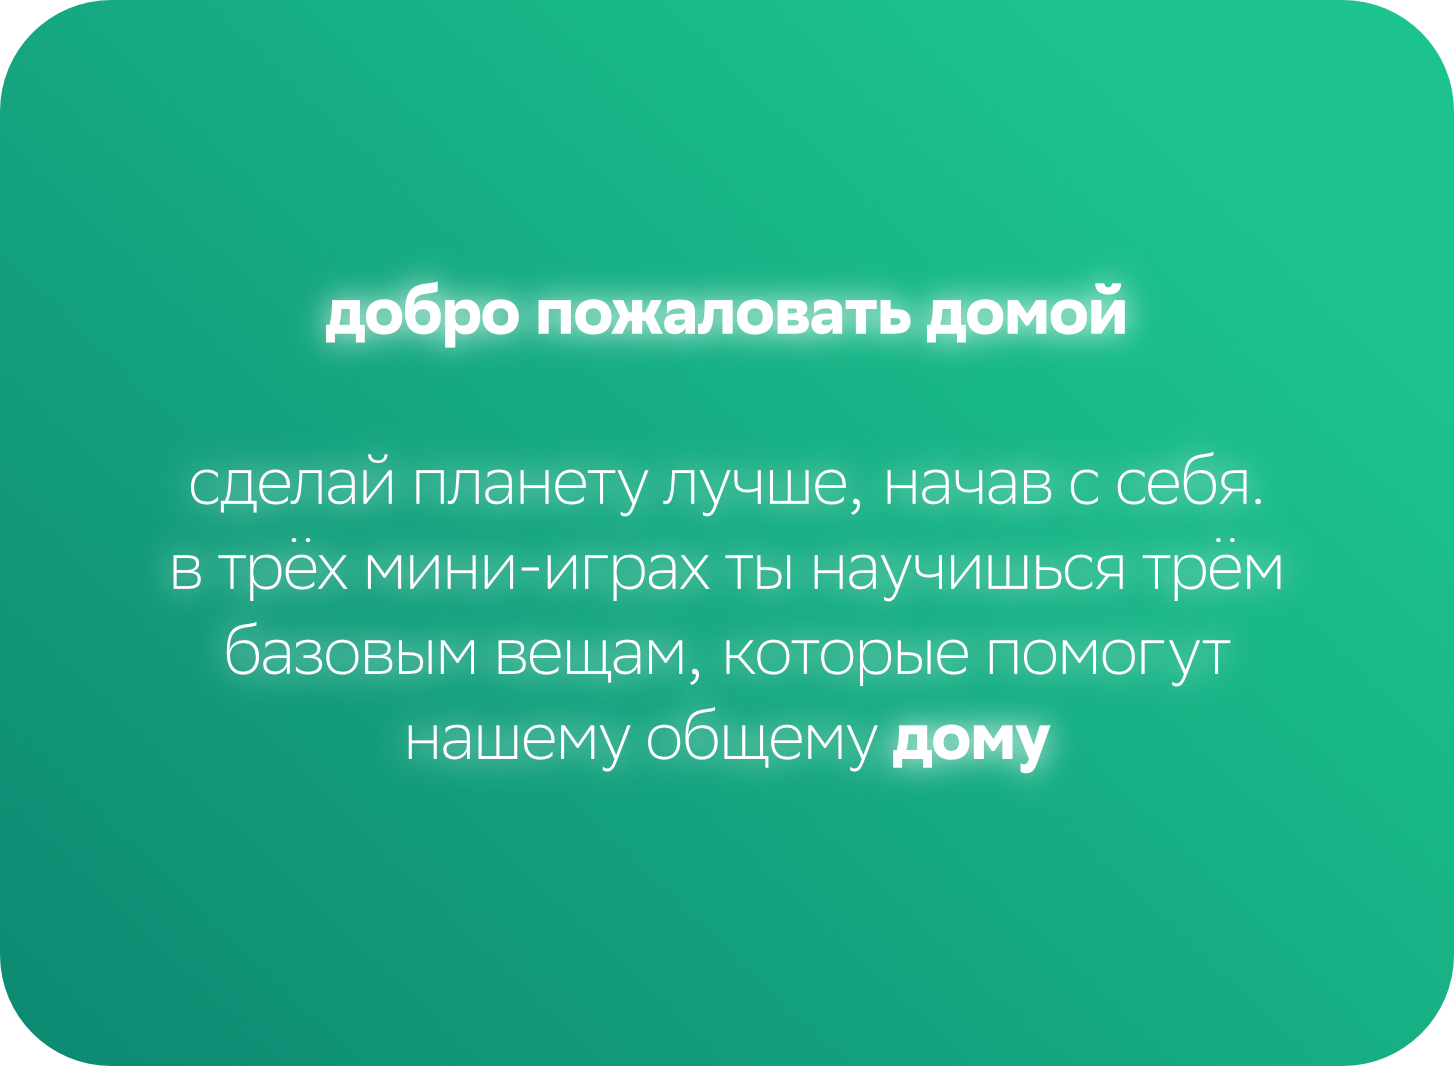 добро пожаловать домой
сделай планету лучше, начав с себя.
в трёх мини-играх ты научишься трём
базовым вещам, которые помогут
нашему общему дому